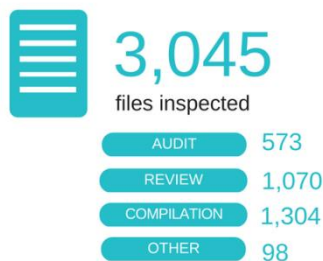 3,045
files inspected
AUDIT 573
REVIEW 1,070
COMPILATION 1,304
OTHER 98